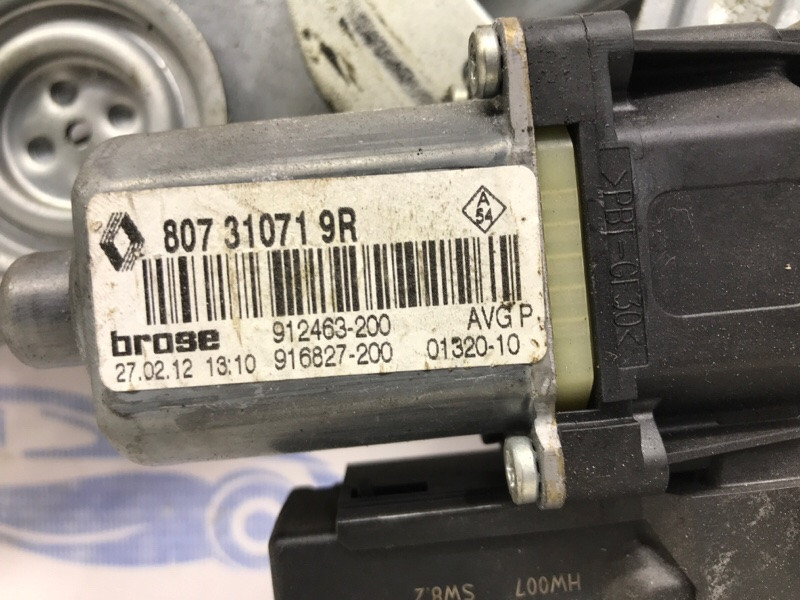 807 31071 9R
A
54
brose
912463-200
AVG P
27.02.12 13:10
916827-200
01320-10
>PBT-GF30<
A
HW007 SW8.2